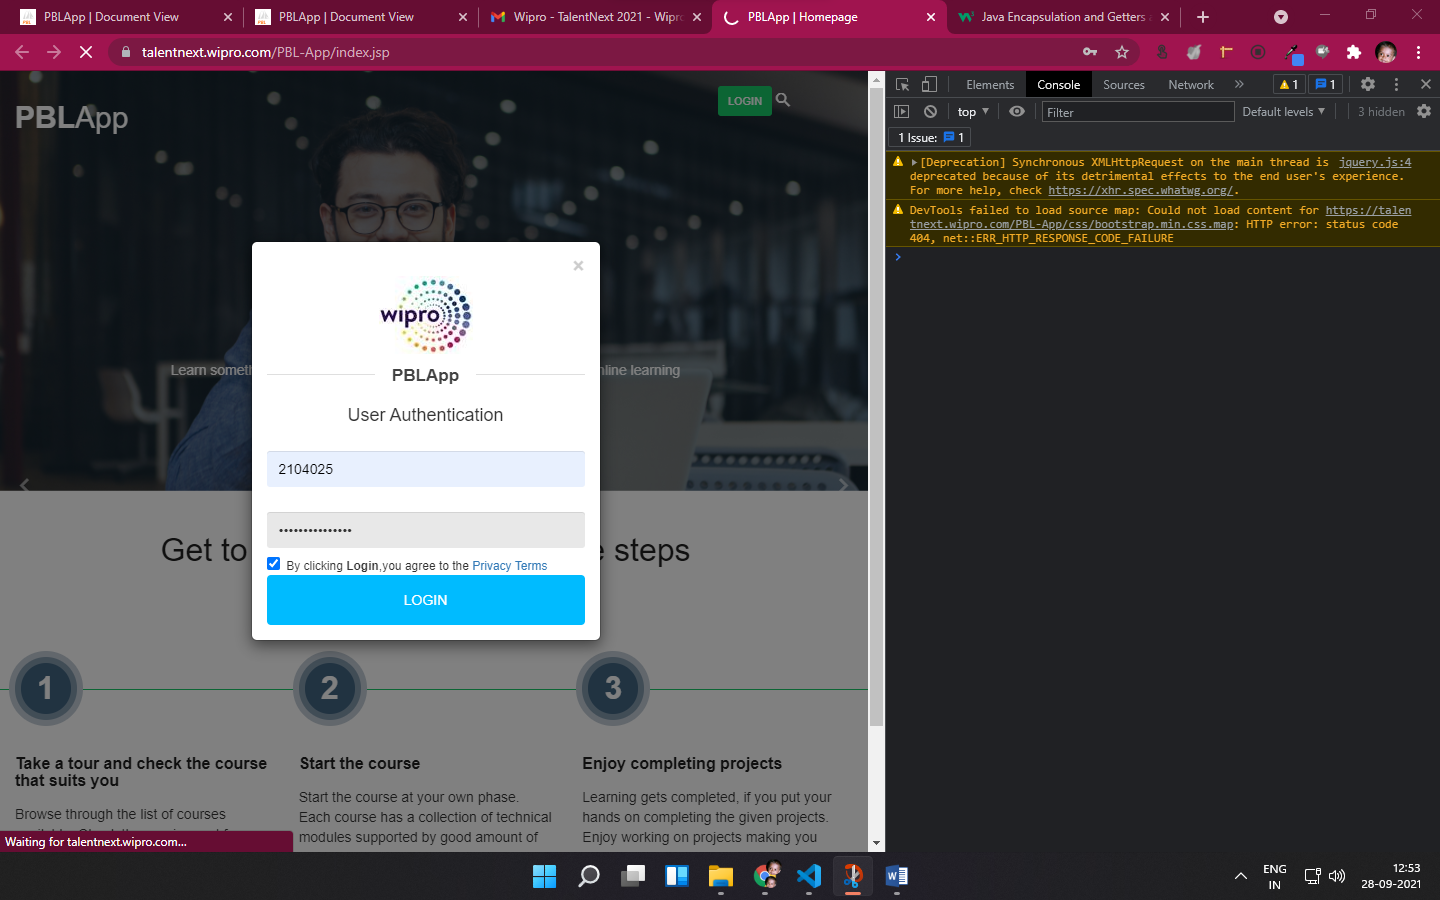 PBLApp | Document View
PBLApp | Document View
Wipro - TalentNext 2021 - Wipro
PBLApp | Homepage
Java Encapsulation and Getters
talentnext.wipro.com/PBL-App/index.jsp
PBLApp
LOGIN
Elements
Console
Sources
Network
1
1
top
Filter
Default levels
3 hidden
1 Issue: 1
[Deprecation] Synchronous XMLHttpRequest on the main thread is jquery.js:4
deprecated because of its detrimental effects to the end user's experience.
For more help, check https://xhr.spec.whatwg.org/.
DevTools failed to load source map: Could not load content for https://talen
tnext.wipro.com/PBL-App/css/bootstrap.min.css.map: HTTP error: status code
404, net::ERR_HTTP_RESPONSE_CODE_FAILURE
wipro
Learn
online learning
PBLApp
User Authentication
2104025
•••••••••••••••
By clicking Login,you agree to the Privacy Terms
LOGIN
Get to
steps
1
2
3
Take a tour and check the course
that suits you
Browse through the list of courses
Start the course
Start the course at your own phase.
Each course has a collection of technical
modules supported by good amount of
Enjoy completing projects
Learning gets completed, if you put your
hands on completing the given projects.
Enjoy working on projects making you
Waiting for talentnext.wipro.com...
ENG
IN
12:53
28-09-2021